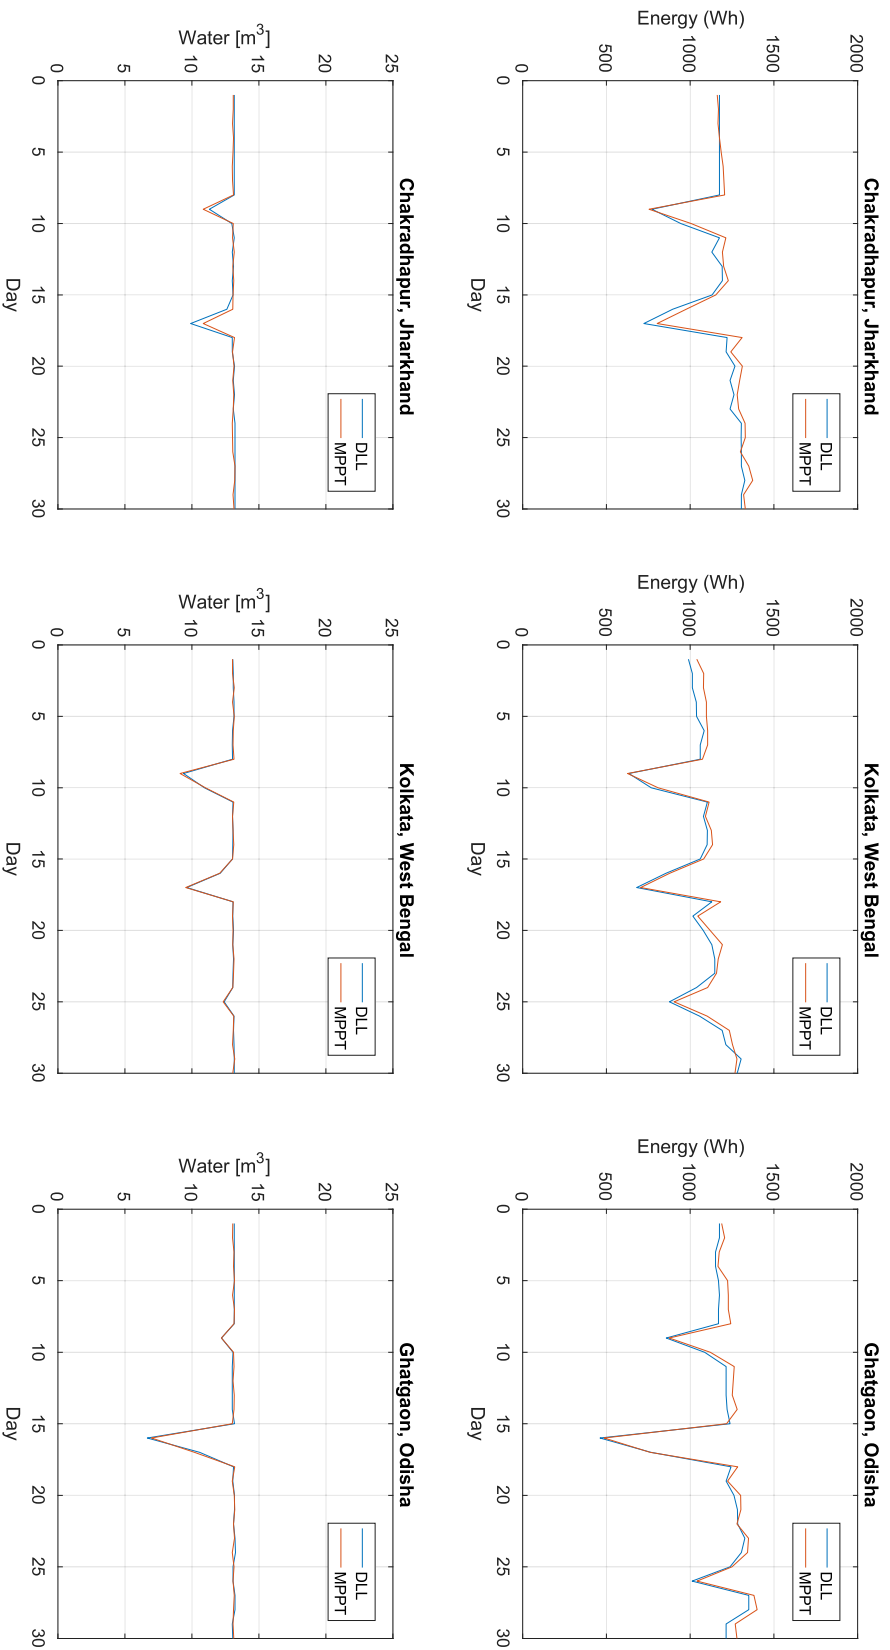 Chakradhapur, Jharkhand
Energy (Wh)
2000
1500
1000
500
0
DLL
MPPT
Kolkata, West Bengal
Energy (Wh)
2000
1500
1000
500
0
DLL
MPPT
Ghatgaon, Odisha
Energy (Wh)
2000
1500
1000
500
0
DLL
MPPT
0 5 10 15 20 25 30
Day
0 5 10 15 20 25 30
Day
0 5 10 15 20 25 30
Day
Chakradhapur, Jharkhand
Water [m³]
25
20
15
10
5
0
DLL
MPPT
Kolkata, West Bengal
Water [m³]
25
20
15
10
5
0
DLL
MPPT
Ghatgaon, Odisha
Water [m³]
25
20
15
10
5
0
DLL
MPPT
0 5 10 15 20 25 30
Day
0 5 10 15 20 25 30
Day
0 5 10 15 20 25 30
Day